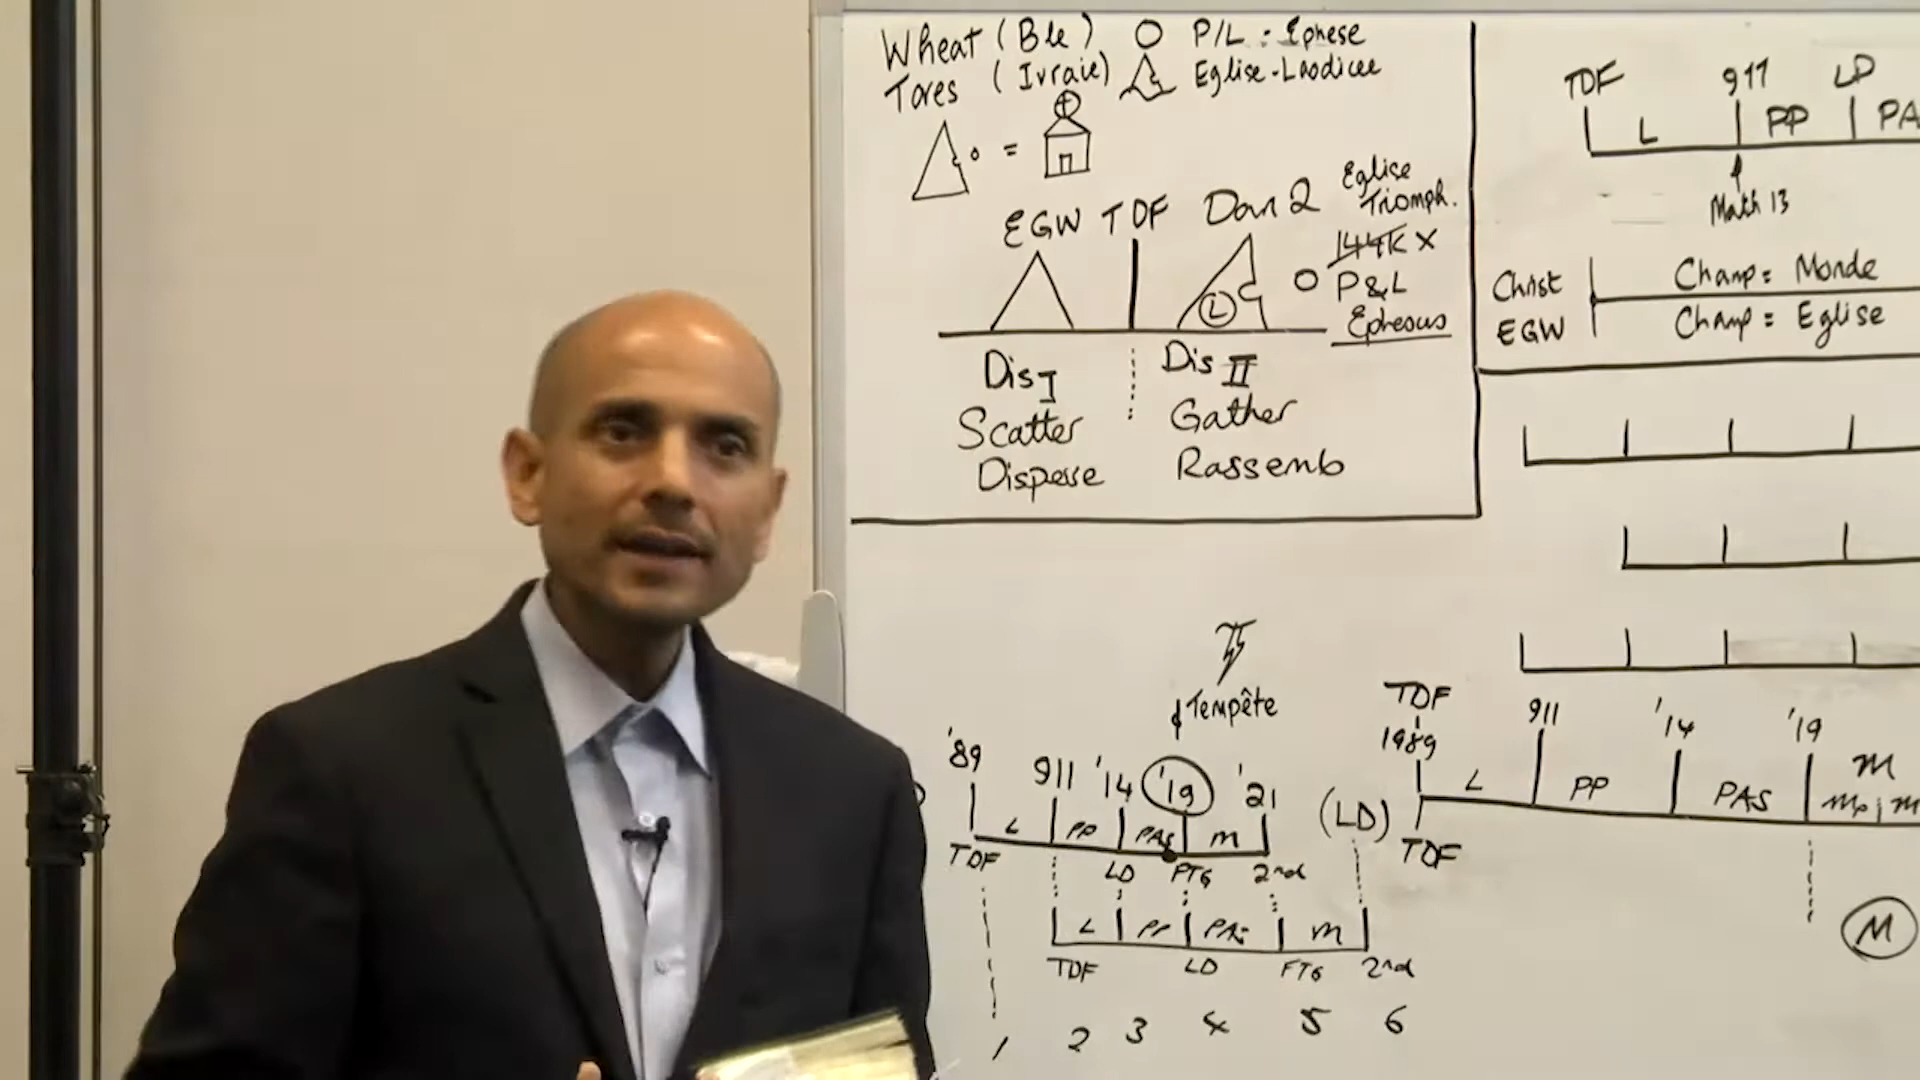 Wheat (Ble) O P/L : Ephese
Tares (Ivraie) Eglise-Laodicee
=
EGW TDF Dan 2 Eglise
Triomph.
144K X
L P&L
Epheous
Dis I Dis II
Scatter Gather
Disperse Rassemb
TDF 911 LD
L PP PA
Math 13
Christ Champ = Monde
EGW Champ = Eglise
Tempête
'89 911 '14 '19 '21
L PP PAS M
TDF LD PTG 2nd
(LD)
L PP PAS M
TDF LD FTG 2nd
1 2 3 4 5 6
TDF
1989 911 '14 '19
L PP PAS M
TDF
M